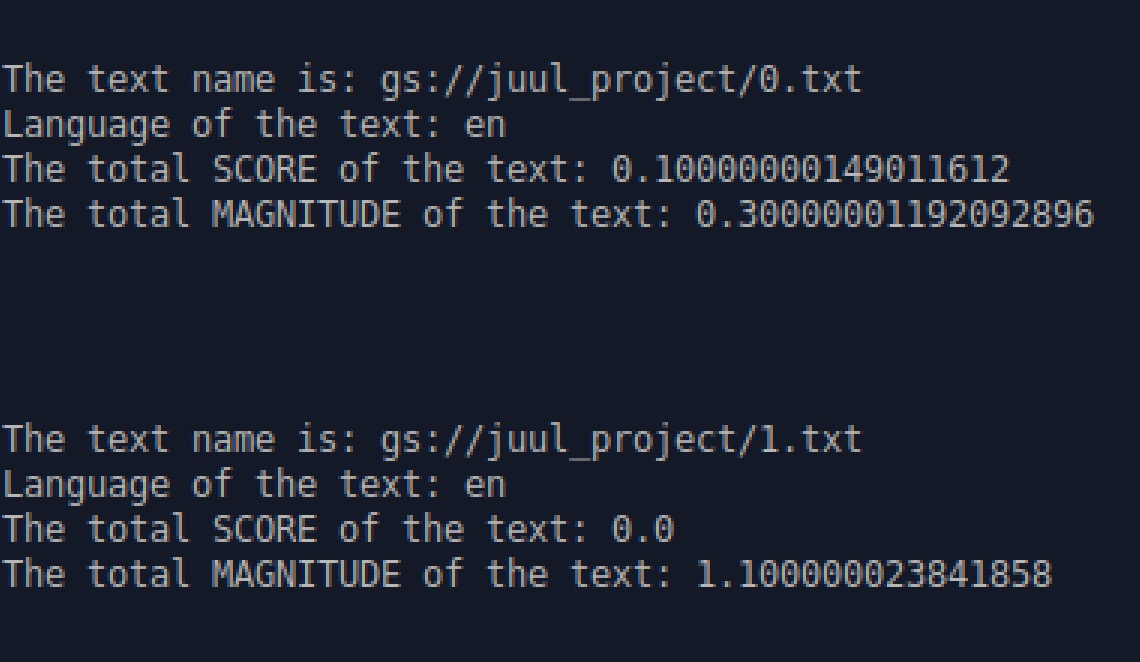 The text name is: gs://juul_project/0.txt
Language of the text: en
The total SCORE of the text: 0.10000000149011612
The total MAGNITUDE of the text: 0.30000001192092896
The text name is: gs://juul_project/1.txt
Language of the text: en
The total SCORE of the text: 0.0
The total MAGNITUDE of the text: 1.100000023841858